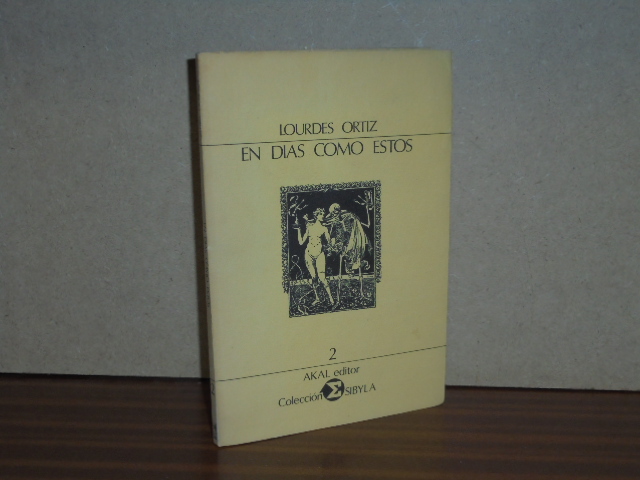 LOURDES ORTIZ
EN DIAS COMO ESTOS
2
AKAL editor
Colección Σ SIBYLA